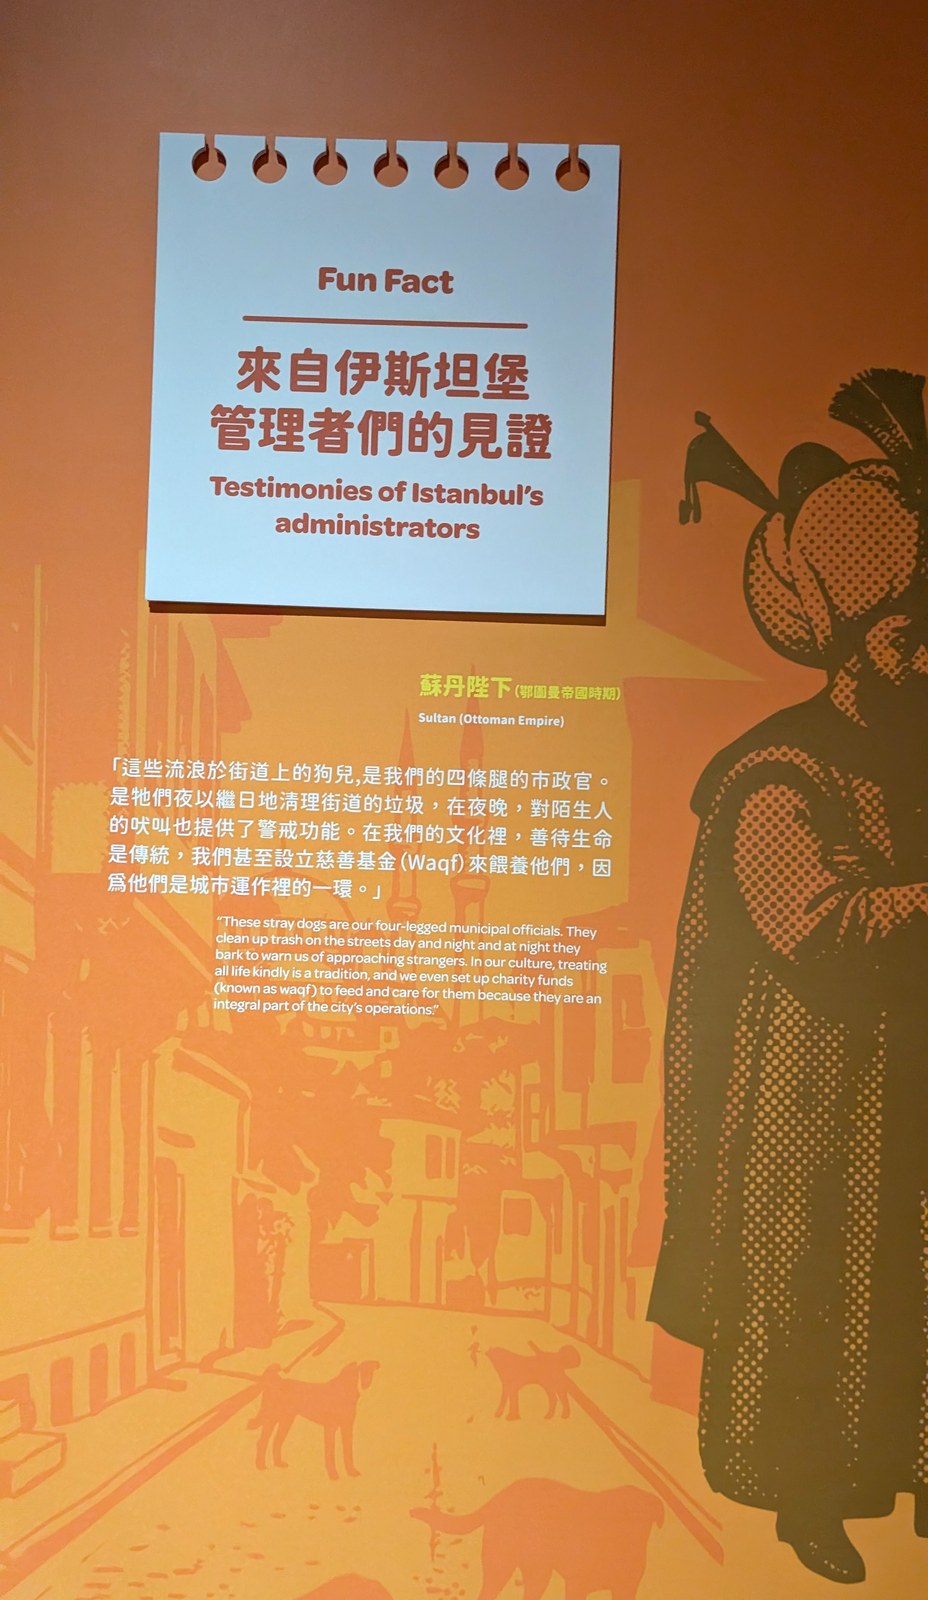 Fun Fact
來自伊斯坦堡
管理者們的見證
Testimonies of Istanbul's
administrators
蘇丹陛下(鄂圖曼帝國時期)
Sultan (Ottoman Empire)
「這些流浪於街道上的狗兒,是我們的四條腿的市政官。
是牠們夜以繼日地清理街道的垃圾，在夜晚，對陌生人
的吠叫也提供了警戒功能。在我們的文化裡，善待生命
是傳統，我們甚至設立慈善基金(Waqf)來餵養他們，因
為他們是城市運作裡的一環。」
“These stray dogs are our four-legged municipal officials. They
clean up trash on the streets day and night and at night they
bark to warn us of approaching strangers. In our culture, treating
all life kindly is a tradition, and we even set up charity funds
(known as waqf) to feed and care for them because they are an
integral part of the city's operations.”